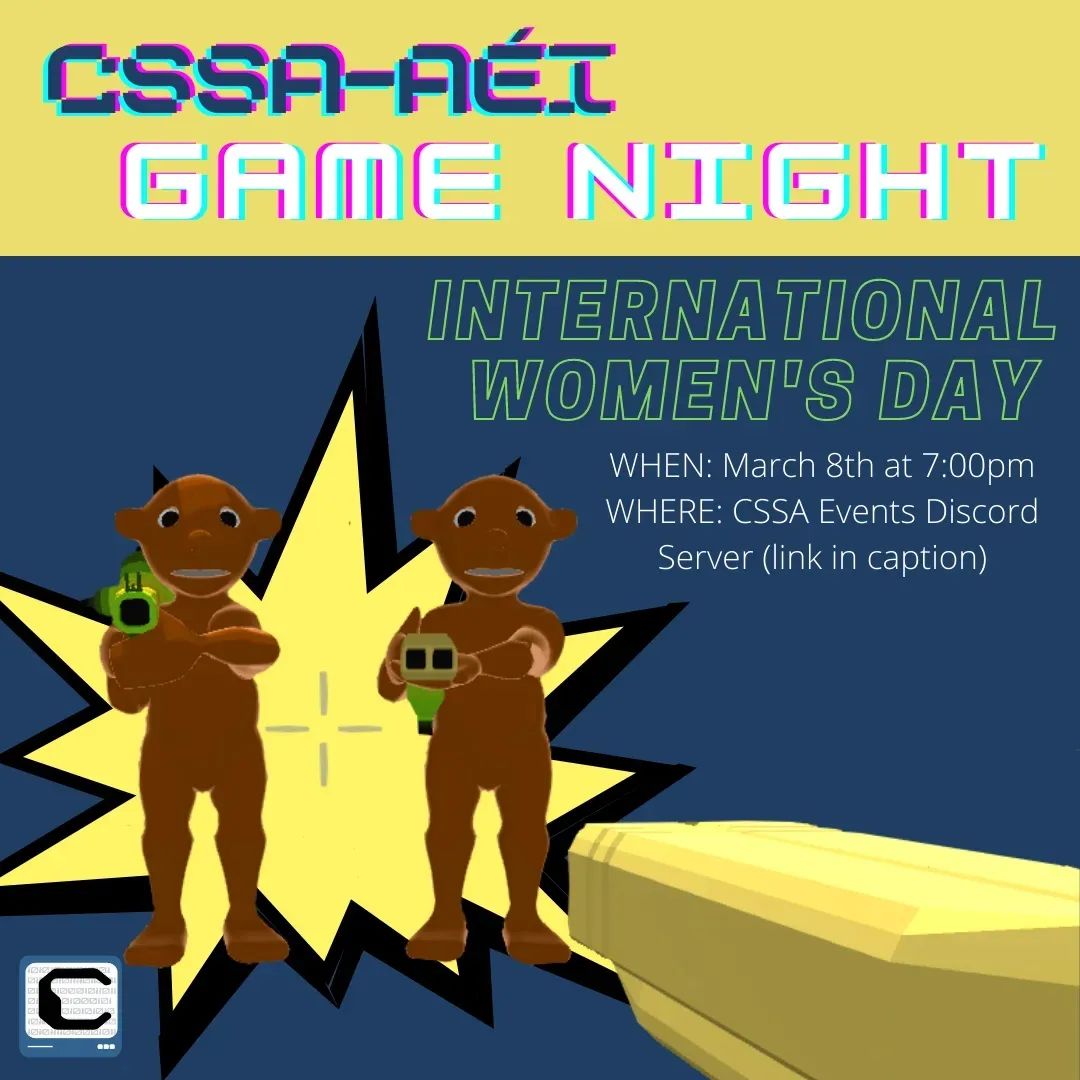 CSSA-AÉI
GAME NIGHT
INTERNATIONAL
WOMEN'S DAY
WHEN: March 8th at 7:00pm
WHERE: CSSA Events Discord
Server (link in caption)
C